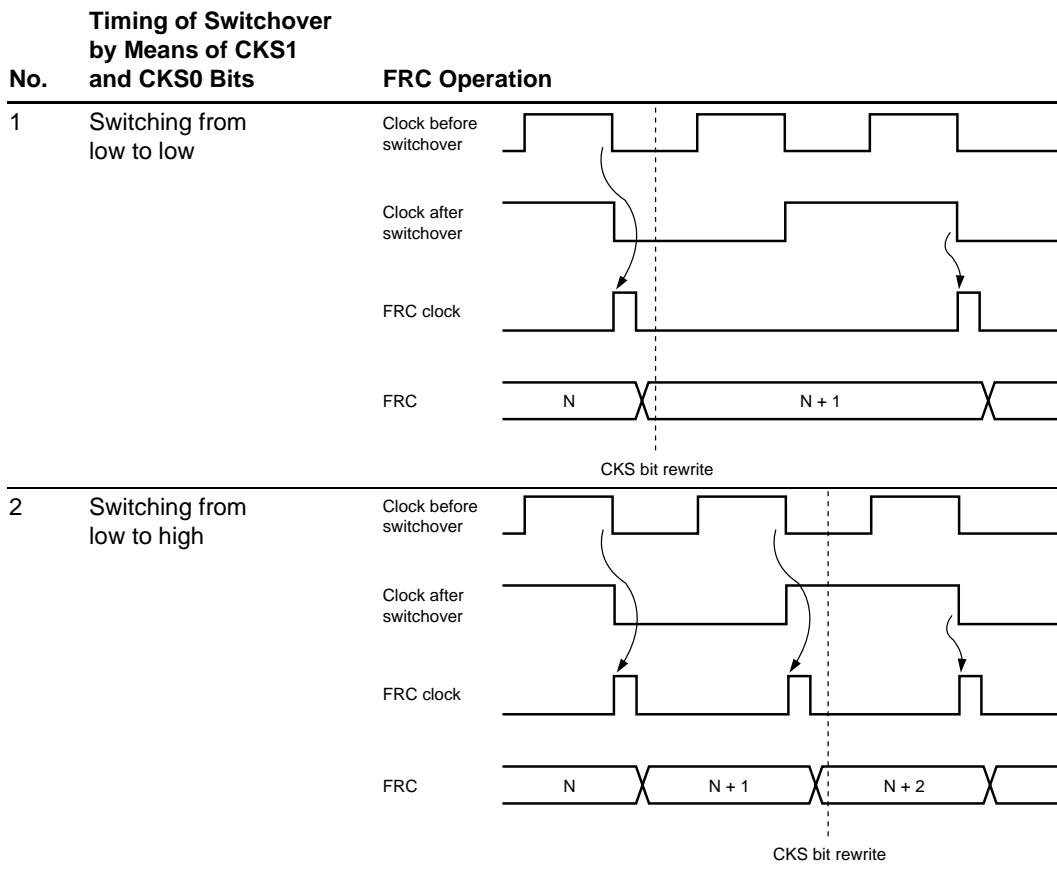 No.
Timing of Switchover
by Means of CKS1
and CKS0 Bits
FRC Operation
1
Switching from
low to low
Clock before
switchover
Clock after
switchover
FRC clock
FRC
N
N + 1
CKS bit rewrite
2
Switching from
low to high
Clock before
switchover
Clock after
switchover
FRC clock
FRC
N
N + 1
N + 2
CKS bit rewrite